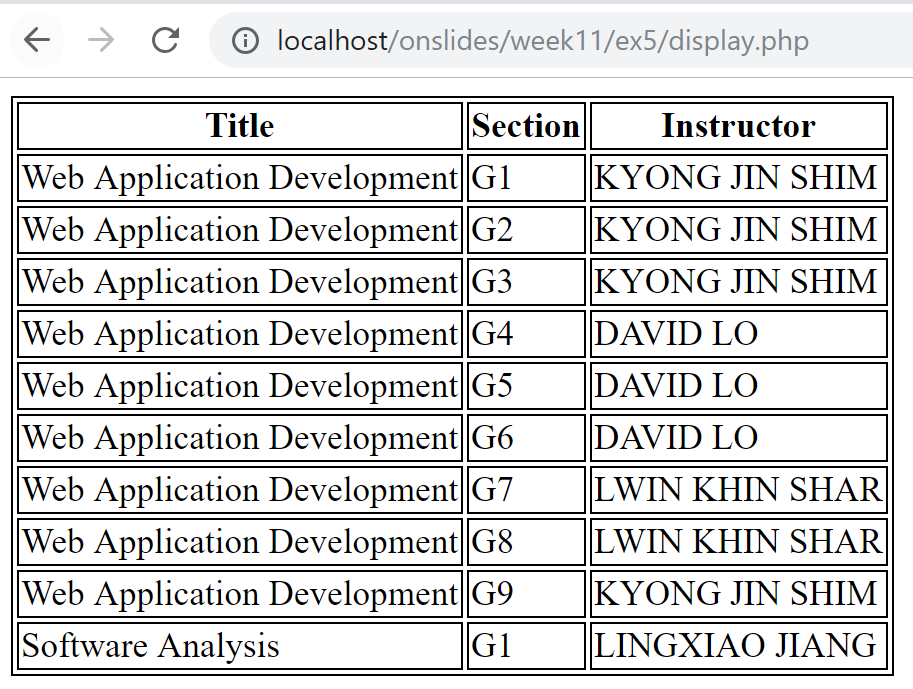 localhost/onslides/week11/ex5/display.php
Title Section Instructor
Web Application Development G1 KYONG JIN SHIM
Web Application Development G2 KYONG JIN SHIM
Web Application Development G3 KYONG JIN SHIM
Web Application Development G4 DAVID LO
Web Application Development G5 DAVID LO
Web Application Development G6 DAVID LO
Web Application Development G7 LWIN KHIN SHAR
Web Application Development G8 LWIN KHIN SHAR
Web Application Development G9 KYONG JIN SHIM
Software Analysis G1 LINGXIAO JIANG